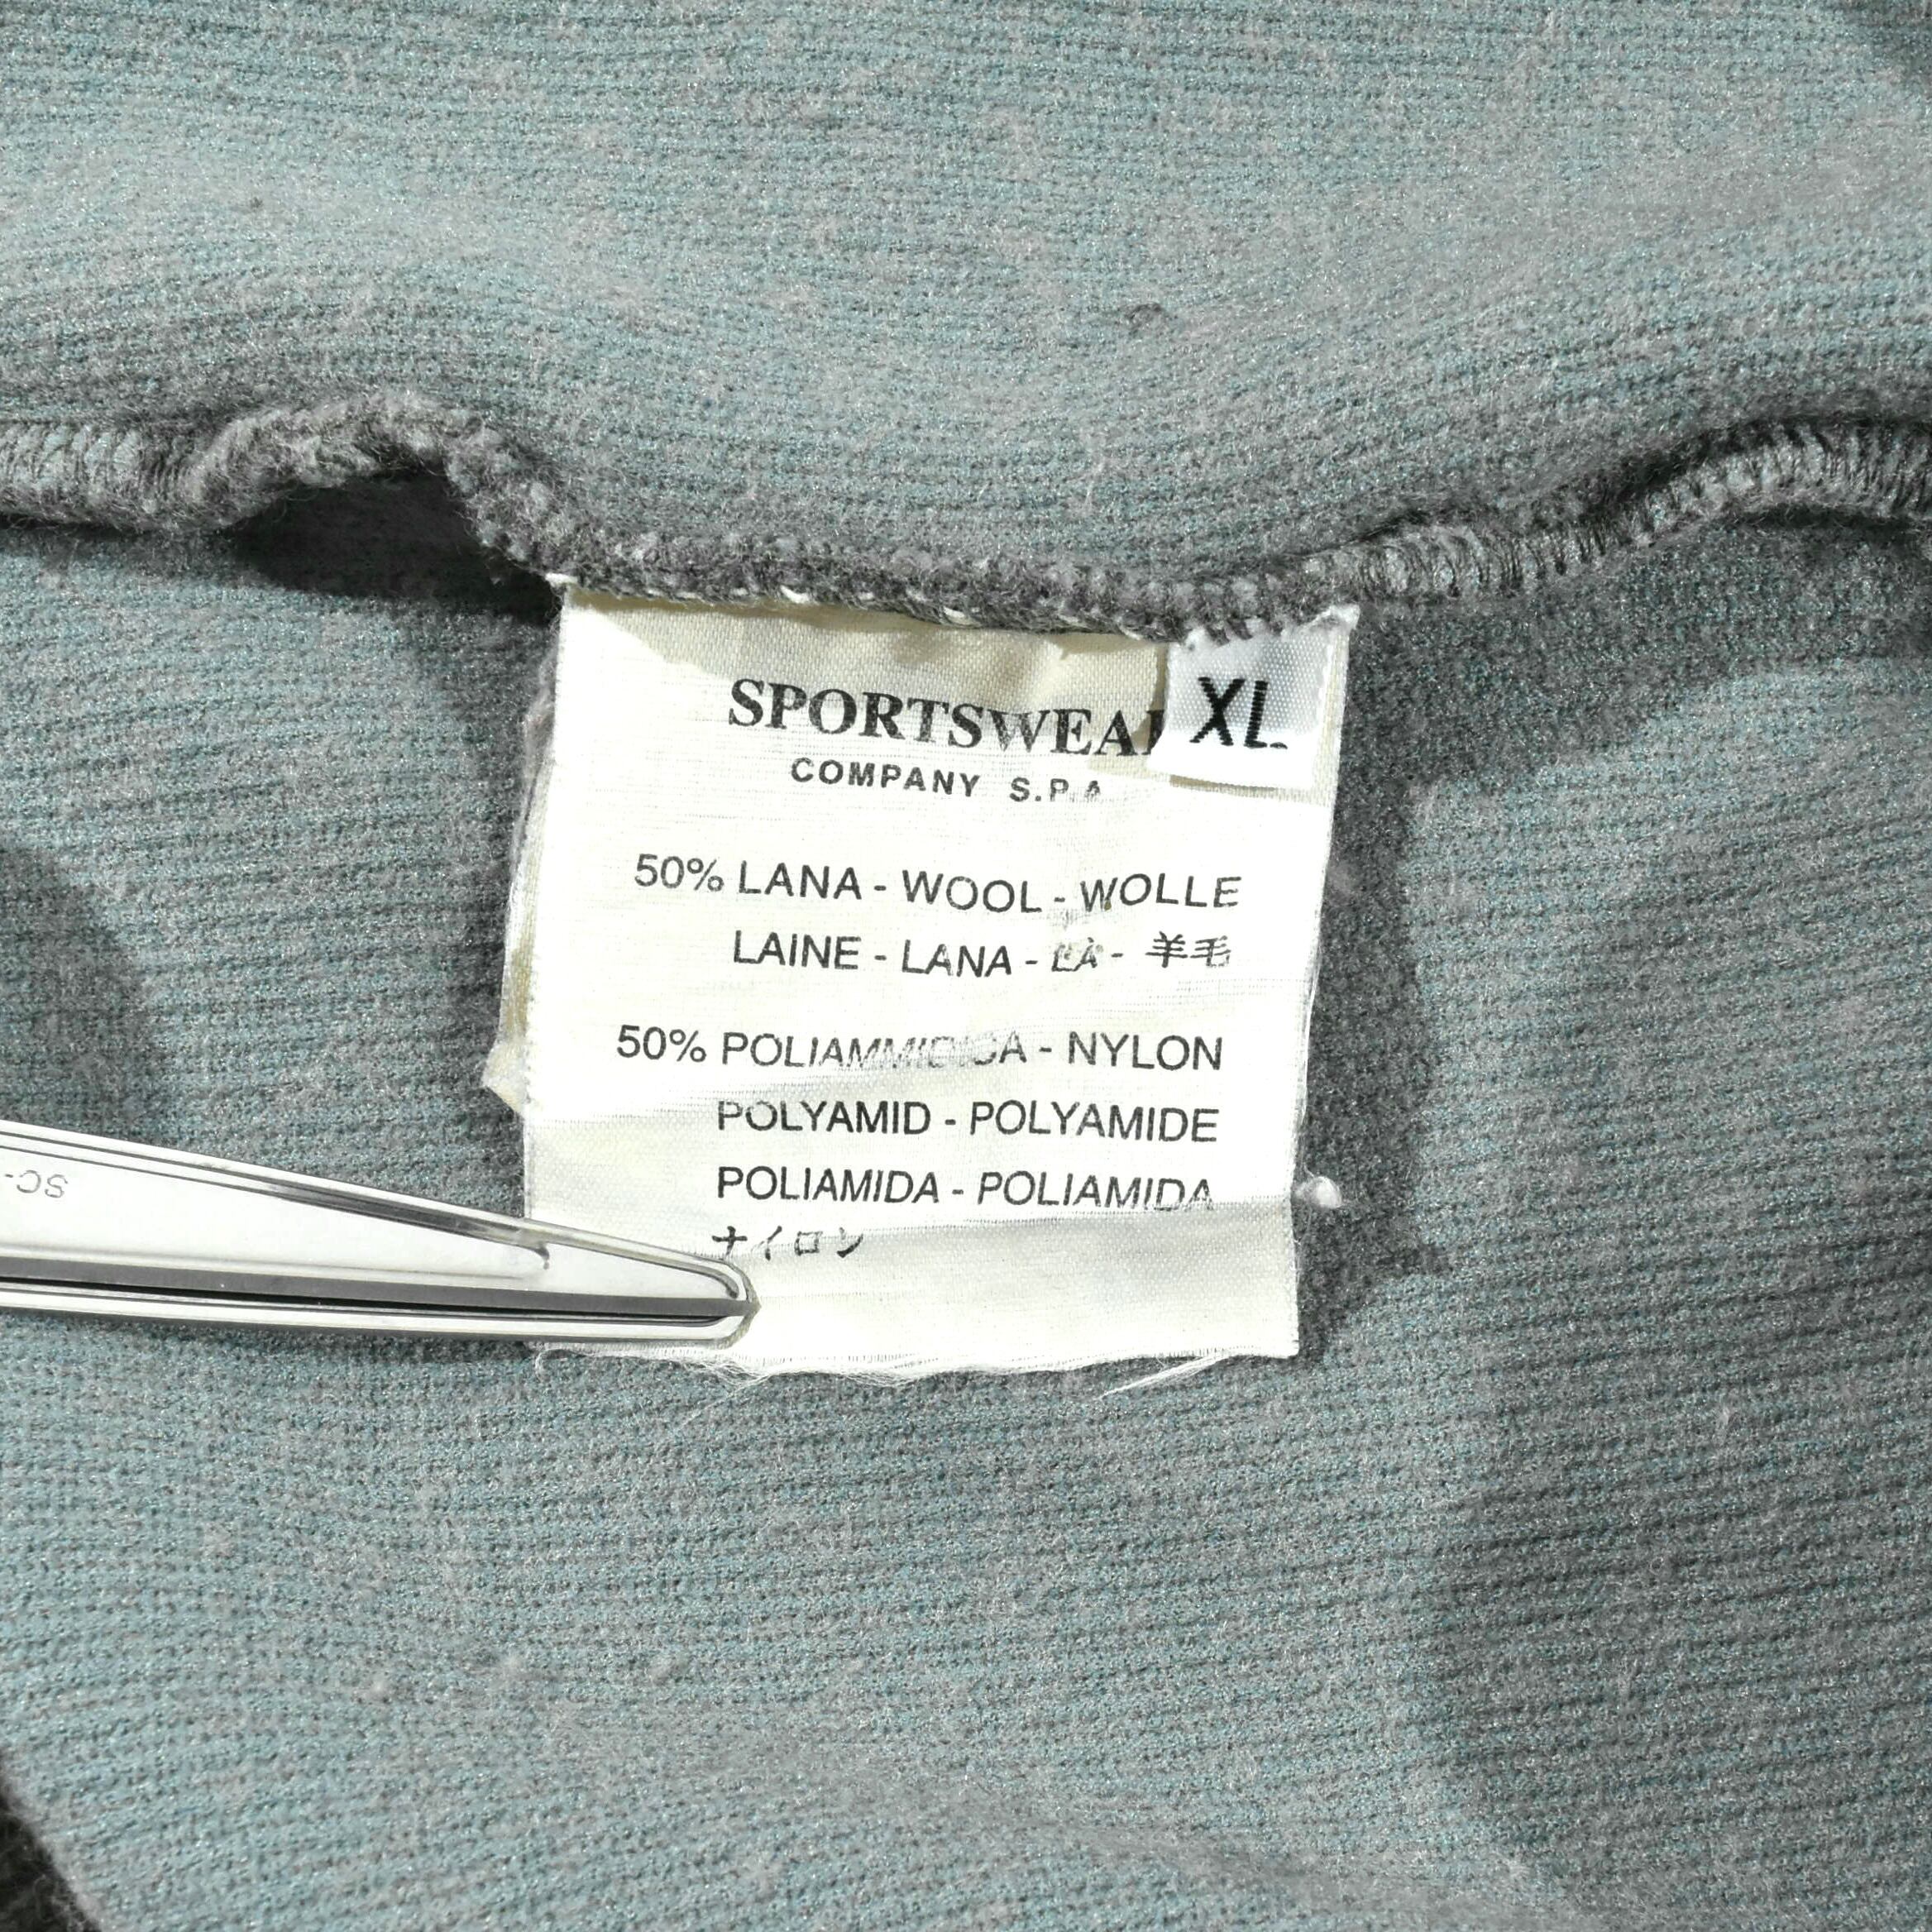 SPORTSWEAR XL
COMPANY S.P.A
50% LANA - WOOL - WOLLE
LAINE - LANA - LÃ - 羊毛
50% POLIAMMIDICA - NYLON
POLYAMID - POLYAMIDE
POLIAMIDA - POLIAMIDA
ナイロン
SC-